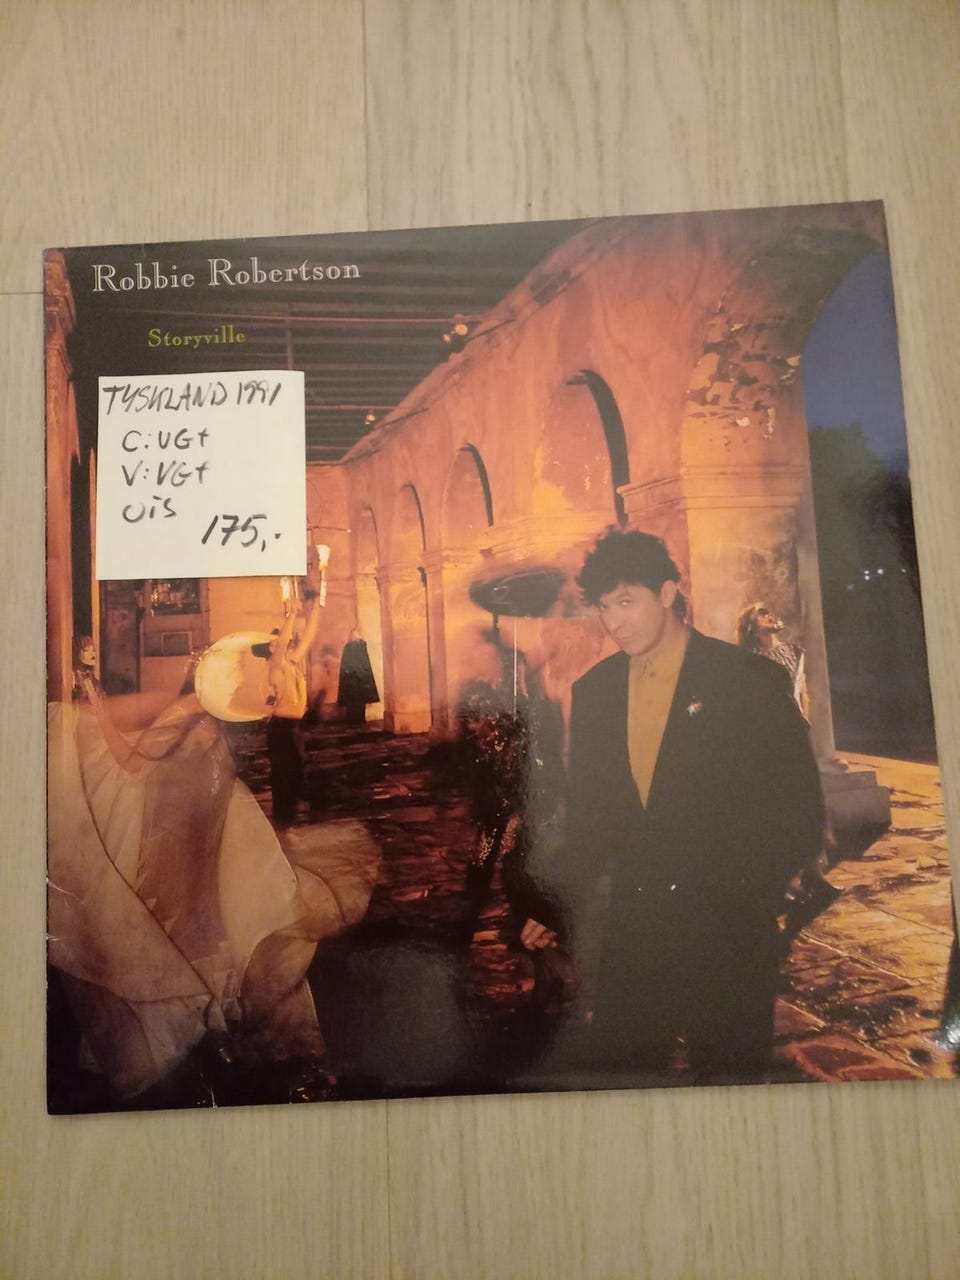 Robbie Robertson
Storyville
TYSKLAND 1991
C: VG+
V: VG+
OIS
175,-